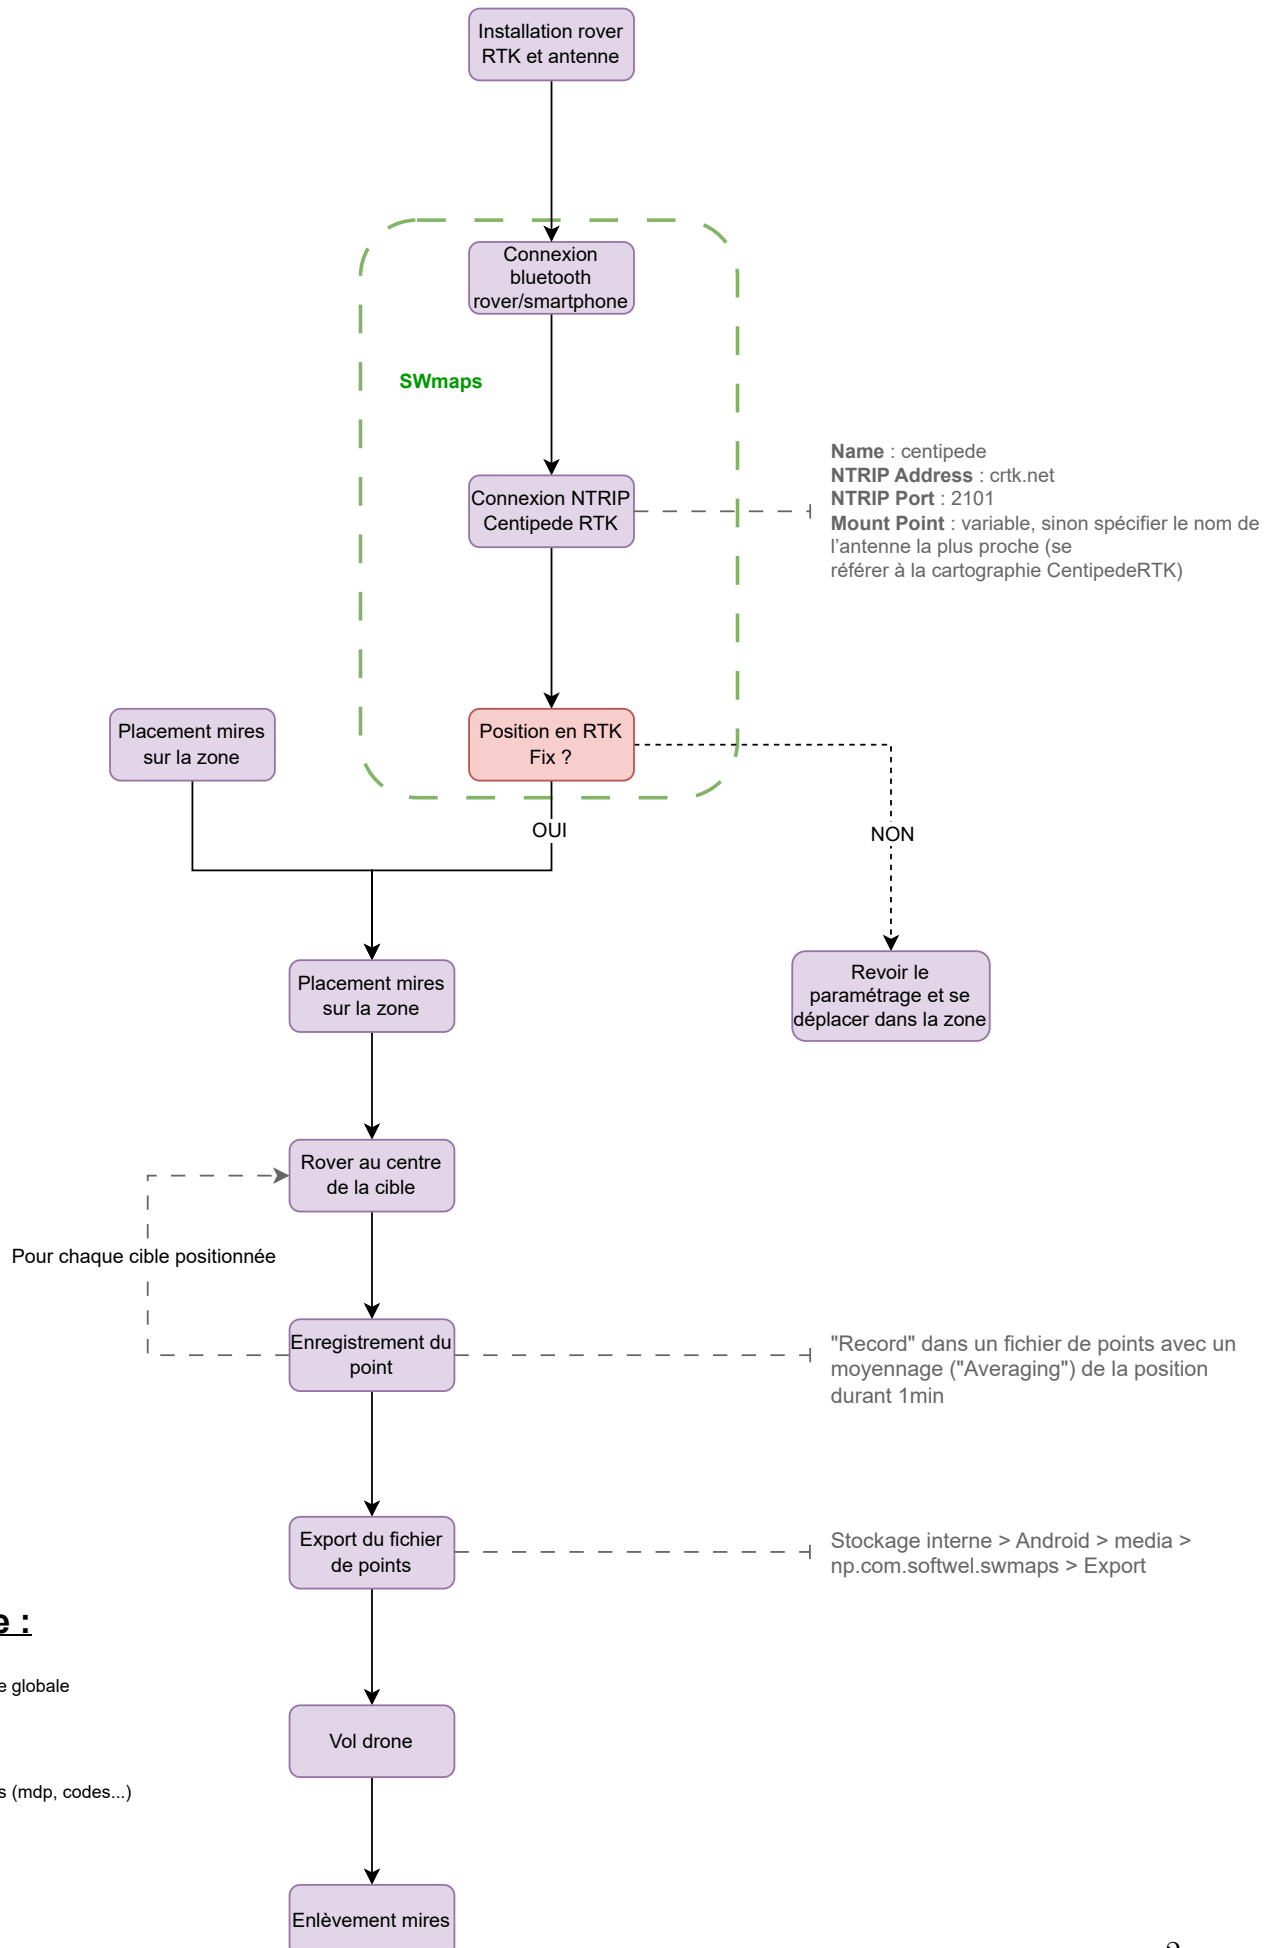 Installation rover
RTK et antenne
Connexion
bluetooth
rover/smartphone
SWmaps
Connexion NTRIP
Centipede RTK
Name : centipede
NTRIP Address : crtk.net
NTRIP Port : 2101
Mount Point : variable, sinon spécifier le nom de
l'antenne la plus proche (se
référer à la cartographie CentipedeRTK)
Placement mires
sur la zone
Position en RTK
Fix ?
OUI
NON
Placement mires
sur la zone
Revoir le
paramétrage et se
déplacer dans la zone
Rover au centre
de la cible
Pour chaque cible positionnée
Enregistrement du
point
"Record" dans un fichier de points avec un
moyennage ("Averaging") de la position
durant 1min
Export du fichier
de points
Stockage interne > Android > media >
np.com.softwel.swmaps > Export
e :
e globale
Vol drone
s (mdp, codes...)
Enlèvement mires